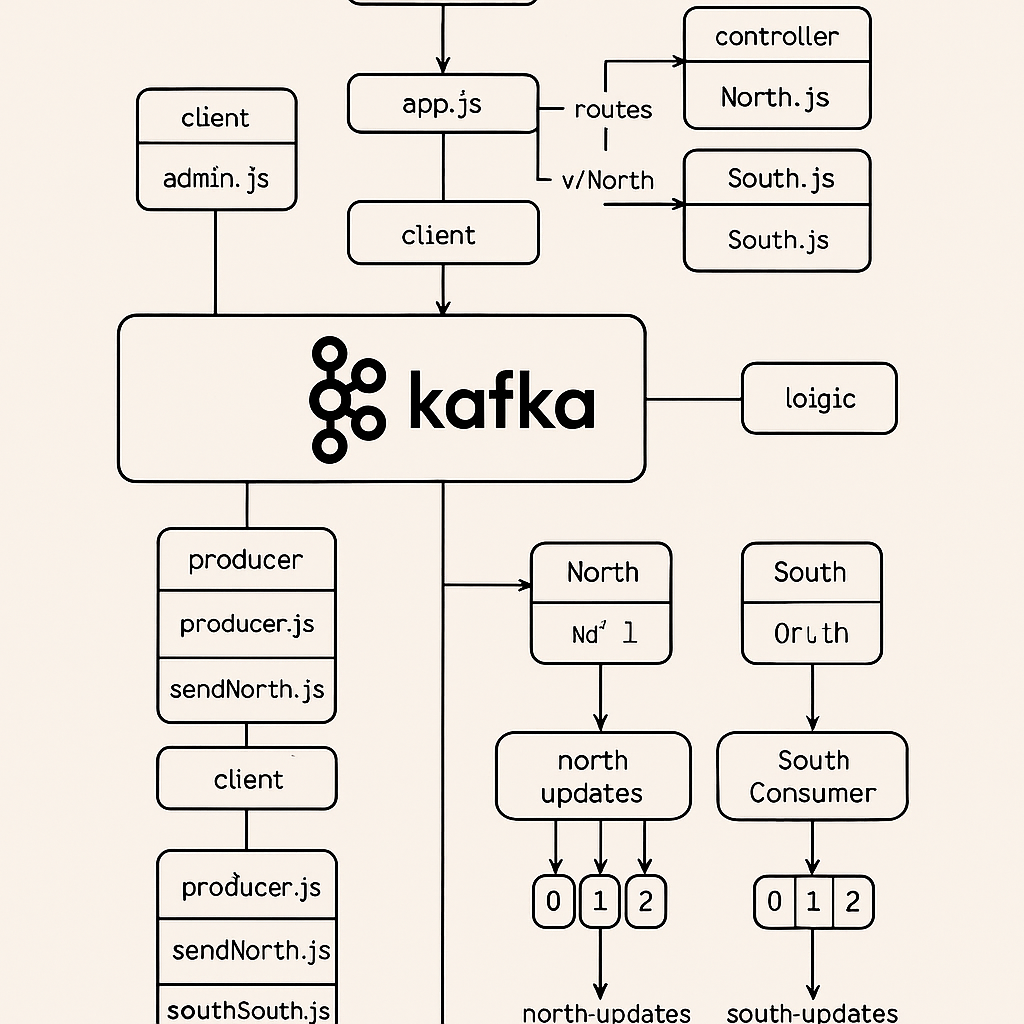 controller
North.js
app.js
routes
client
admin.js
v/North
South.js
South.js
client
kafka
loigic
producer
producer.js
sendNorth.js
North
South
north
updates
South
Consumer
client
0 1 2
0 1 2
producer.js
sendNorth.js
southSouth.js
north-updates
south-updates